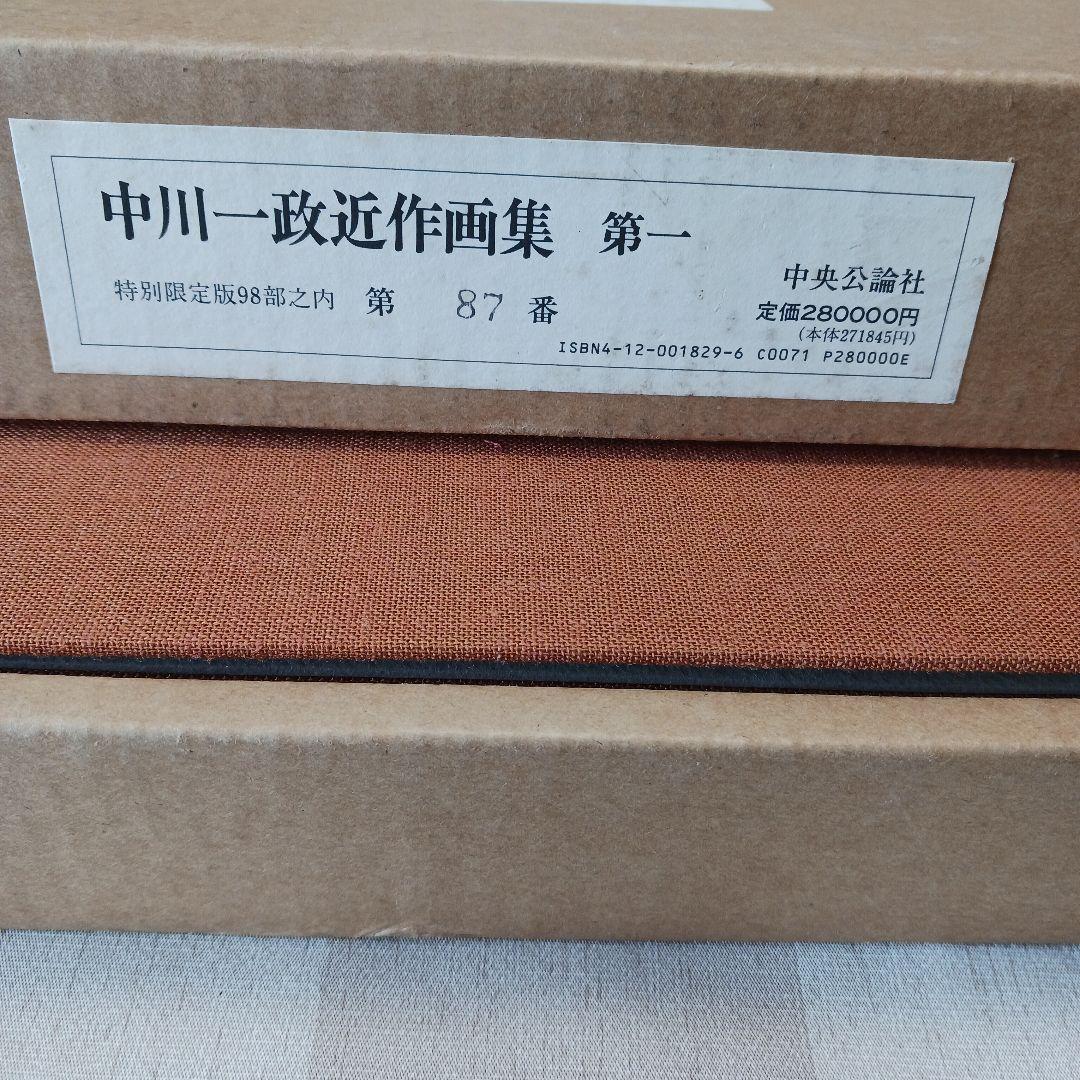 中川一政近作画集 第一
特別限定版98部之内 第 87 番
中央公論社
定価280000円
(本体271845円)
ISBN4-12-001829-6 C0071 P280000E